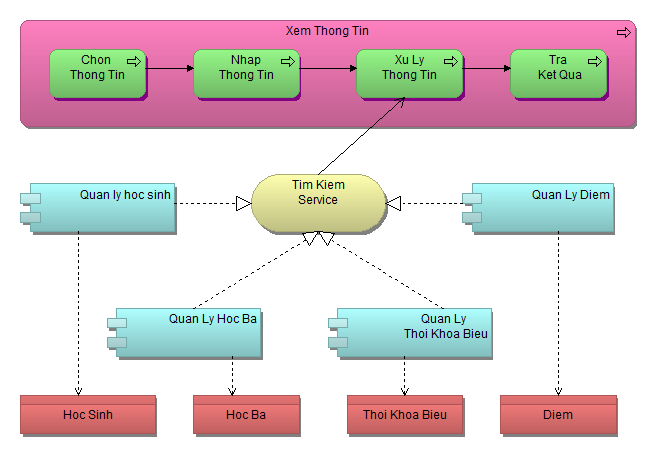 Xem Thong Tin
Chon
Thong Tin
Nhap
Thong Tin
Xu Ly
Thong Tin
Tra
Ket Qua
Tim Kiem
Service
Quan ly hoc sinh
Quan Ly Diem
Quan Ly Hoc Ba
Quan Ly
Thoi Khoa Bieu
Hoc Sinh
Hoc Ba
Thoi Khoa Bieu
Diem